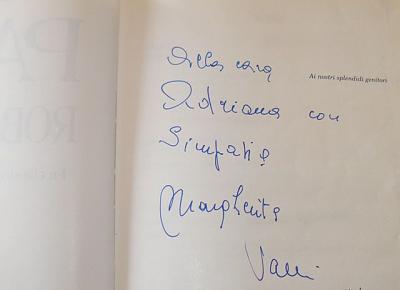 Alla cara
Ai nostri splendidi genitori
Adriana con
Simpatia
Margherita